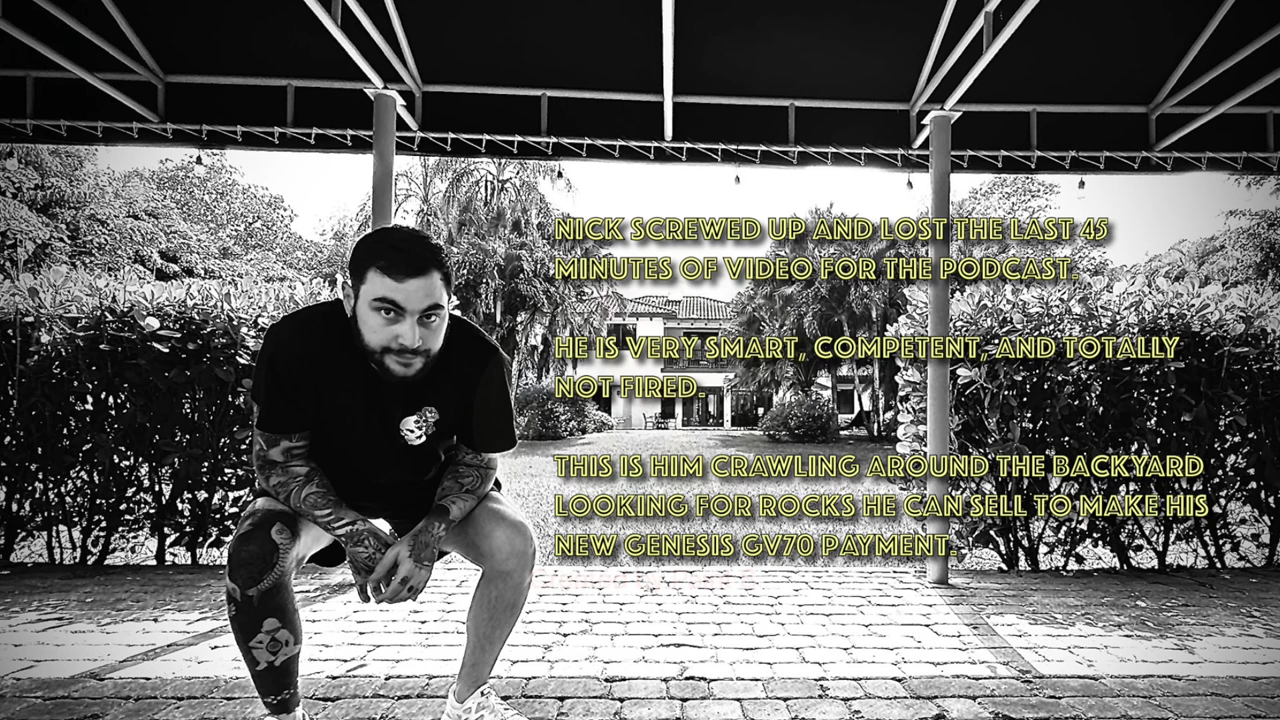 NICK SCREWED UP AND LOST THE LAST 45
MINUTES OF VIDEO FOR THE PODCAST.
HE IS VERY SMART, COMPETENT, AND TOTALLY
NOT FIRED.
THIS IS HIM CRAWLING AROUND THE BACKYARD
LOOKING FOR ROCKS HE CAN SELL TO MAKE HIS
NEW GENESIS GV70 PAYMENT.